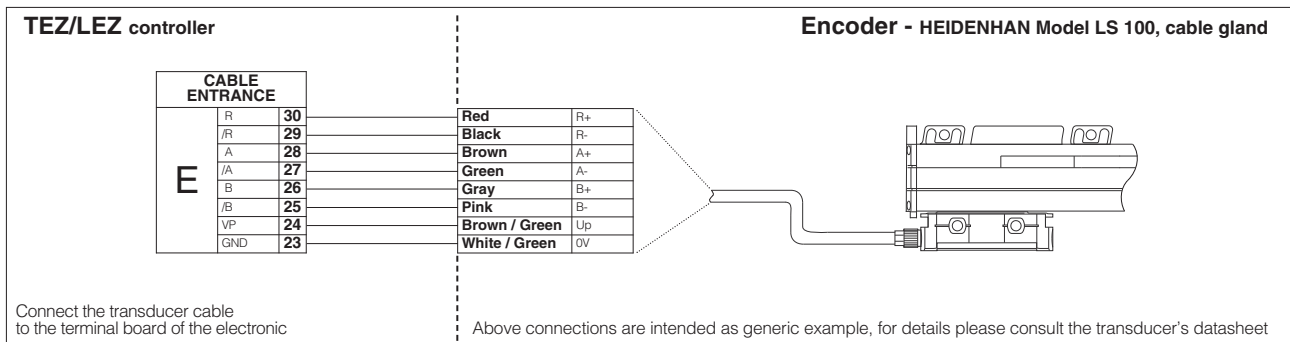 TEZ/LEZ controller
Encoder - HEIDENHAN Model LS 100, cable gland
CABLE
ENTRANCE
E
R 30 Red R+
/R 29 Black R-
A 28 Brown A+
/A 27 Green A-
B 26 Gray B+
/B 25 Pink B-
VP 24 Brown / Green Up
GND 23 White / Green 0V
Connect the transducer cable
to the terminal board of the electronic
Above connections are intended as generic example, for details please consult the transducer's datasheet